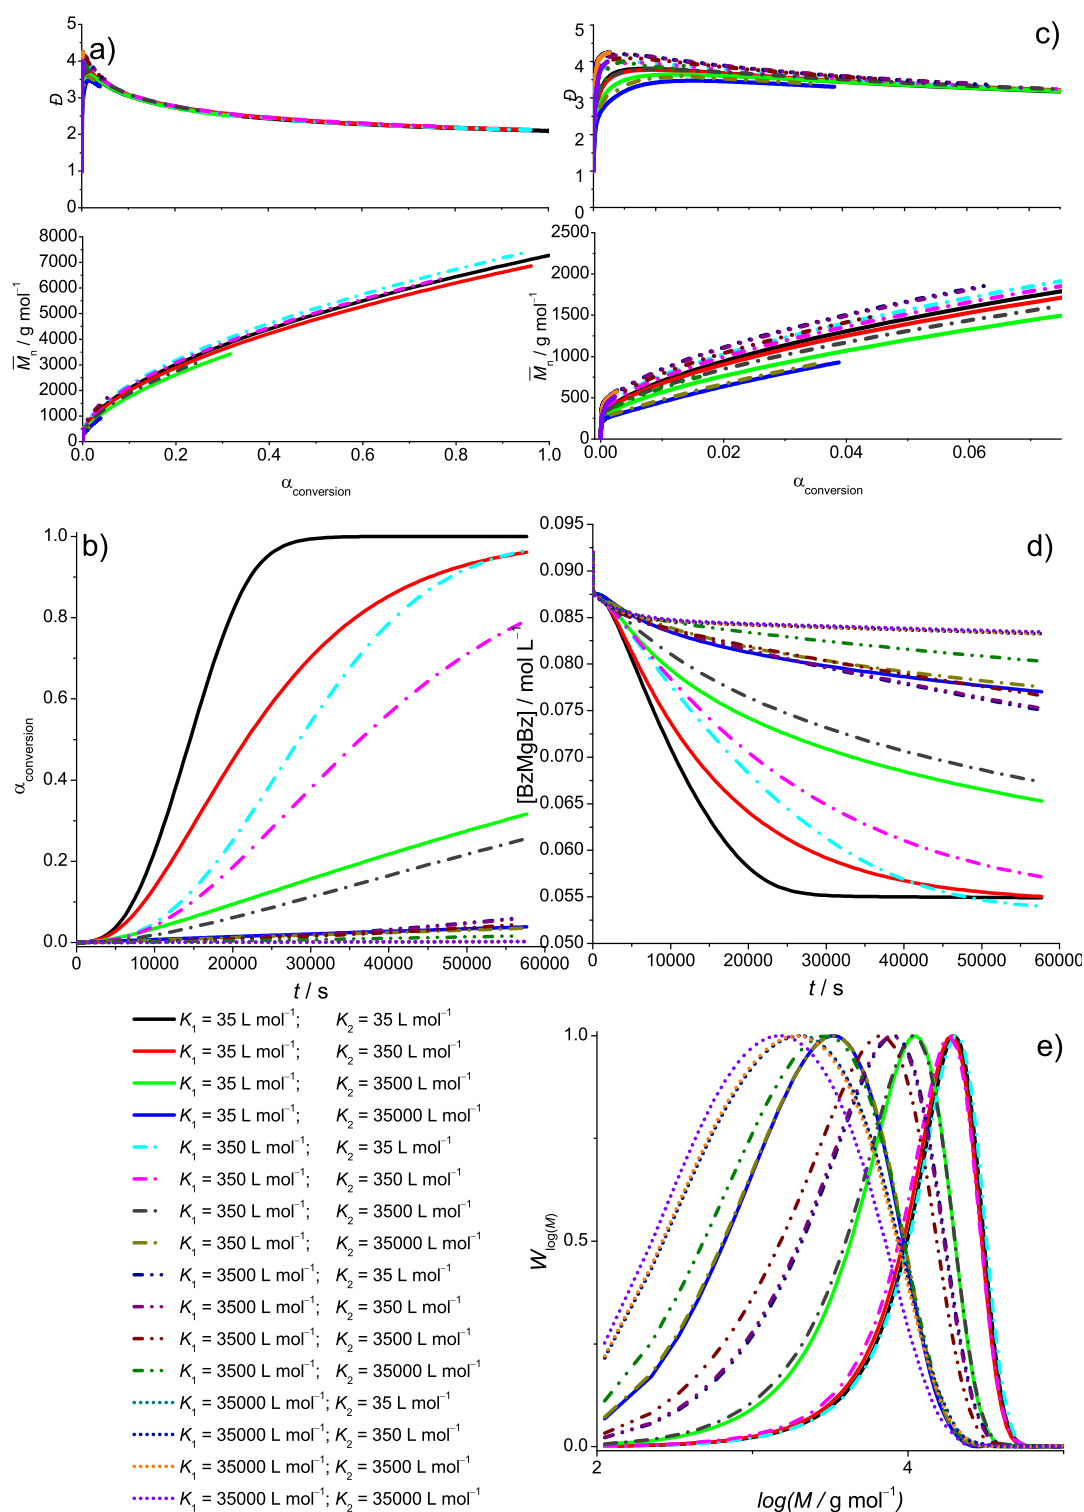 a)
5
4
3
2
1
0
Đ
0.0 0.2 0.4 0.6 0.8 1.0
8000
7000
6000
5000
4000
3000
2000
1000
0
M̅n / g mol⁻¹
0.0 0.2 0.4 0.6 0.8 1.0
αconversion
c)
5
4
3
2
1
0
Đ
2500
2000
1500
1000
500
0
M̅n / g mol⁻¹
0.00 0.02 0.04 0.06
αconversion
b)
1.0
0.8
0.6
0.4
0.2
0.0
αconversion
0 10000 20000 30000 40000 50000 60000
t / s
d)
0.095
0.090
0.085
0.080
0.075
0.070
0.065
0.060
0.055
0.050
[BzMgBz] / mol L⁻¹
0 10000 20000 30000 40000 50000 60000
t / s
K₁ = 35 L mol⁻¹; K₂ = 35 L mol⁻¹
K₁ = 35 L mol⁻¹; K₂ = 350 L mol⁻¹
K₁ = 35 L mol⁻¹; K₂ = 3500 L mol⁻¹
K₁ = 35 L mol⁻¹; K₂ = 35000 L mol⁻¹
K₁ = 350 L mol⁻¹; K₂ = 35 L mol⁻¹
K₁ = 350 L mol⁻¹; K₂ = 350 L mol⁻¹
K₁ = 350 L mol⁻¹; K₂ = 3500 L mol⁻¹
K₁ = 350 L mol⁻¹; K₂ = 35000 L mol⁻¹
K₁ = 3500 L mol⁻¹; K₂ = 35 L mol⁻¹
K₁ = 3500 L mol⁻¹; K₂ = 350 L mol⁻¹
K₁ = 3500 L mol⁻¹; K₂ = 3500 L mol⁻¹
K₁ = 3500 L mol⁻¹; K₂ = 35000 L mol⁻¹
K₁ = 35000 L mol⁻¹; K₂ = 35 L mol⁻¹
K₁ = 35000 L mol⁻¹; K₂ = 350 L mol⁻¹
K₁ = 35000 L mol⁻¹; K₂ = 3500 L mol⁻¹
K₁ = 35000 L mol⁻¹; K₂ = 35000 L mol⁻¹
e)
1.0
0.5
0.0
Wlog(M)
2 4
log(M / g mol⁻¹)